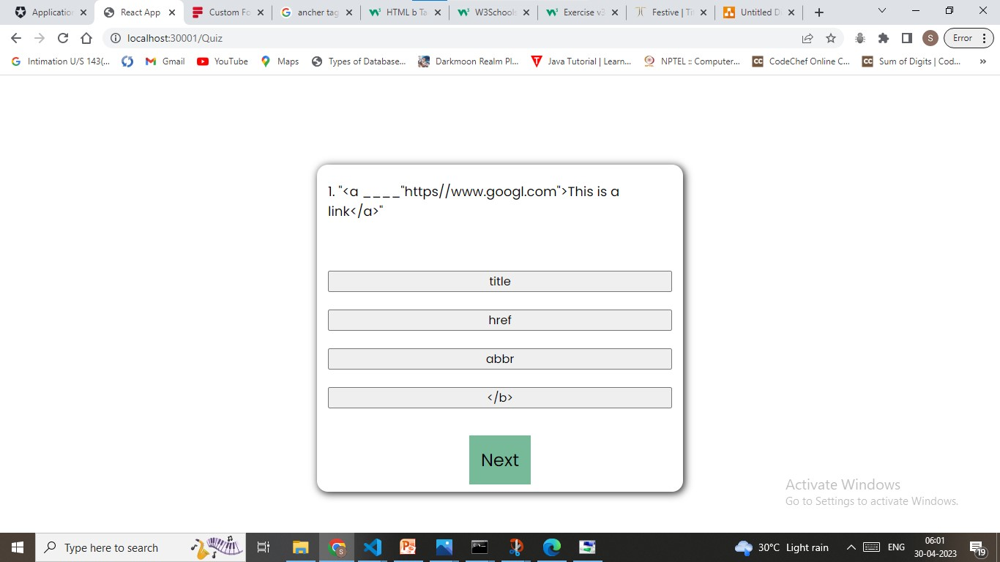 Application
React App
Custom Fo
ancher tag
HTML b Ta
W3Schools
Exercise v3
Festive | Ti
Untitled D
localhost:30001/Quiz
S
Error
Intimation U/S 143(...
Gmail
YouTube
Maps
Types of Database...
Darkmoon Realm Pl...
Java Tutorial | Learn...
NPTEL :: Computer...
CodeChef Online C...
Sum of Digits | Cod...
»
1. "<a ____"https//www.googl.com">This is a
link</a>"
title
href
abbr
</b>
Next
Activate Windows
Go to Settings to activate Windows.
Type here to search
30°C Light rain
ENG
06:01
30-04-2023
19